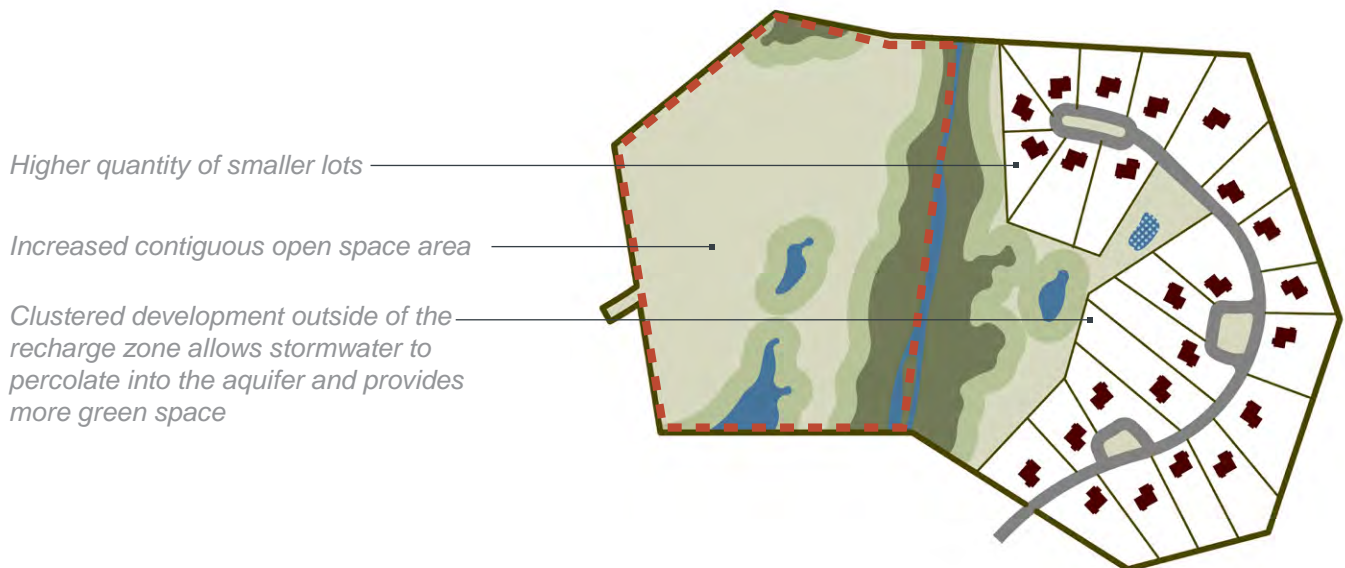 Higher quantity of smaller lots
Increased contiguous open space area
Clustered development outside of the
recharge zone allows stormwater to
percolate into the aquifer and provides
more green space